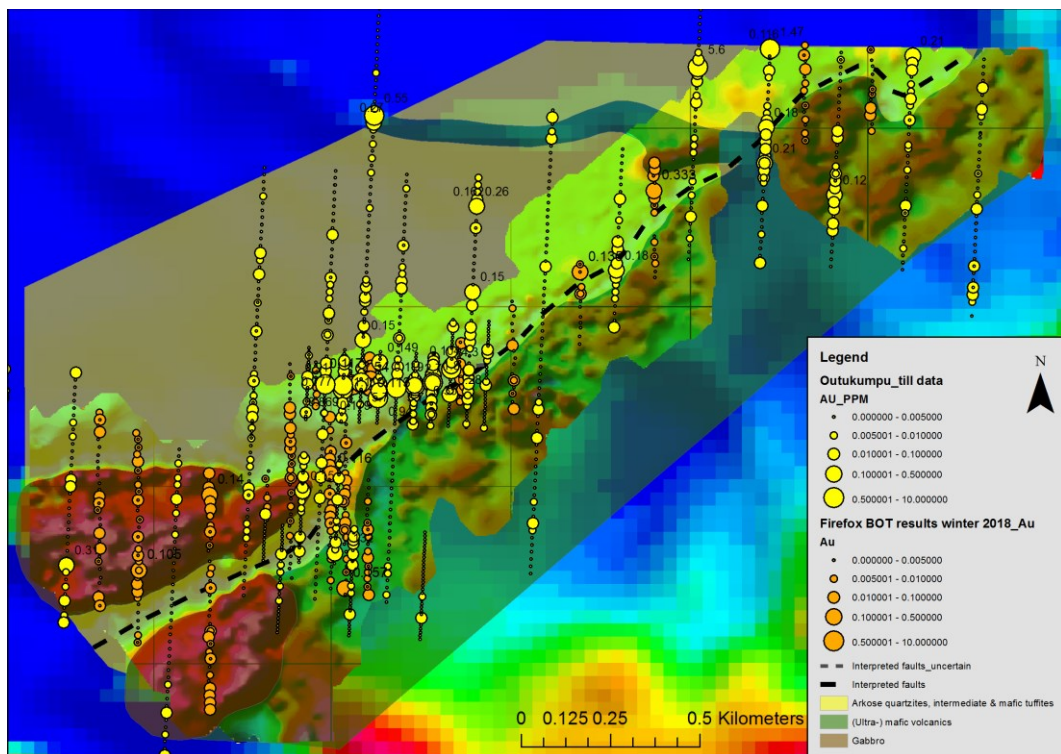 0.118 1.47
0.21
5.6
0.55
0.18
0.21
0.333
0.12
0.26
0.18
0.15
0.15
0.149
0.16
0.14
0.105
Legend
Outukumpu_till data
AU_PPM
0.000000 - 0.005000
0.005001 - 0.010000
0.010001 - 0.100000
0.100001 - 0.500000
0.500001 - 10.000000
Firefox BOT results winter 2018_Au
Au
0.000000 - 0.005000
0.005001 - 0.010000
0.010001 - 0.100000
0.100001 - 0.500000
0.500001 - 10.000000
Interpreted faults_uncertain
Interpreted faults
Arkose quartzites, intermediate & mafic tuffites
(Ultra-) mafic volcanics
Gabbro
N
0 0.125 0.25 0.5 Kilometers